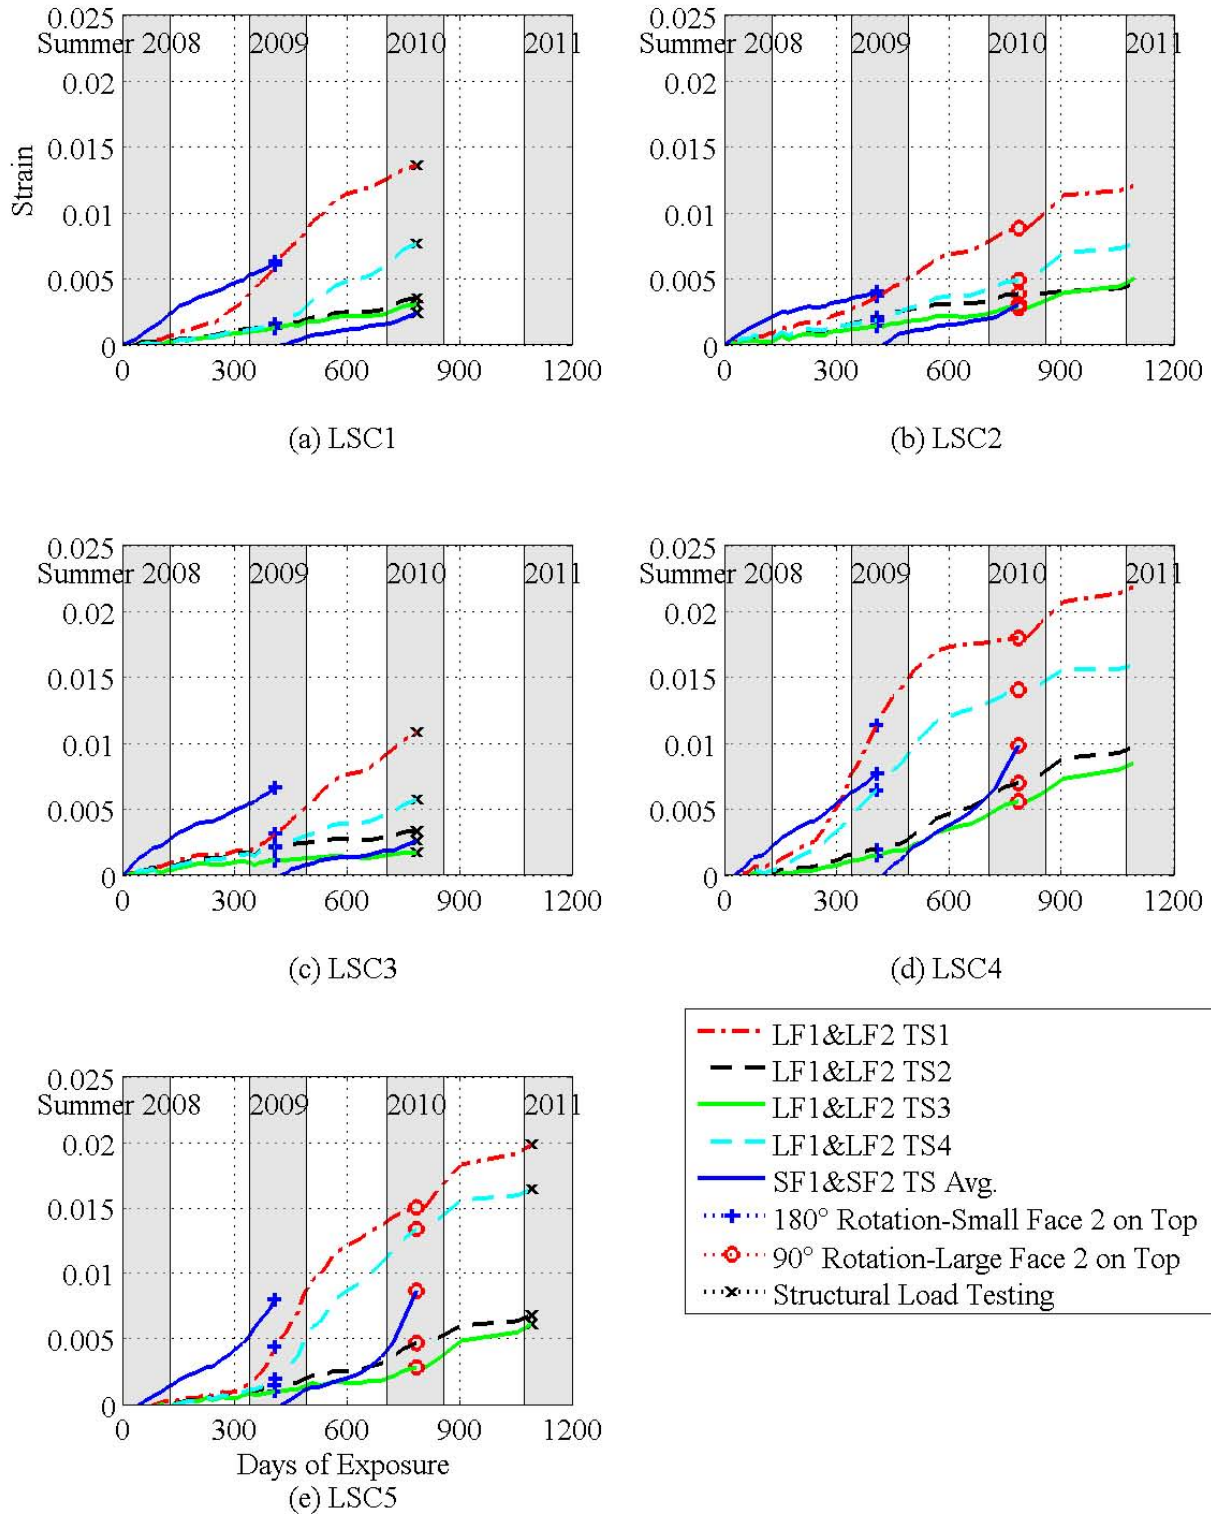 0.025
Summer 2008 2009 2010 2011
0.02
0.015
0.01
0.005
0
0 300 600 900 1200
Strain
(a) LSC1
0.025
Summer 2008 2009 2010 2011
0.02
0.015
0.01
0.005
0
0 300 600 900 1200
(b) LSC2
0.025
Summer 2008 2009 2010 2011
0.02
0.015
0.01
0.005
0
0 300 600 900 1200
(c) LSC3
0.025
Summer 2008 2009 2010 2011
0.02
0.015
0.01
0.005
0
0 300 600 900 1200
(d) LSC4
0.025
Summer 2008 2009 2010 2011
0.02
0.015
0.01
0.005
0
0 300 600 900 1200
Days of Exposure
(e) LSC5
LF1&LF2 TS1
LF1&LF2 TS2
LF1&LF2 TS3
LF1&LF2 TS4
SF1&SF2 TS Avg.
180° Rotation-Small Face 2 on Top
90° Rotation-Large Face 2 on Top
Structural Load Testing